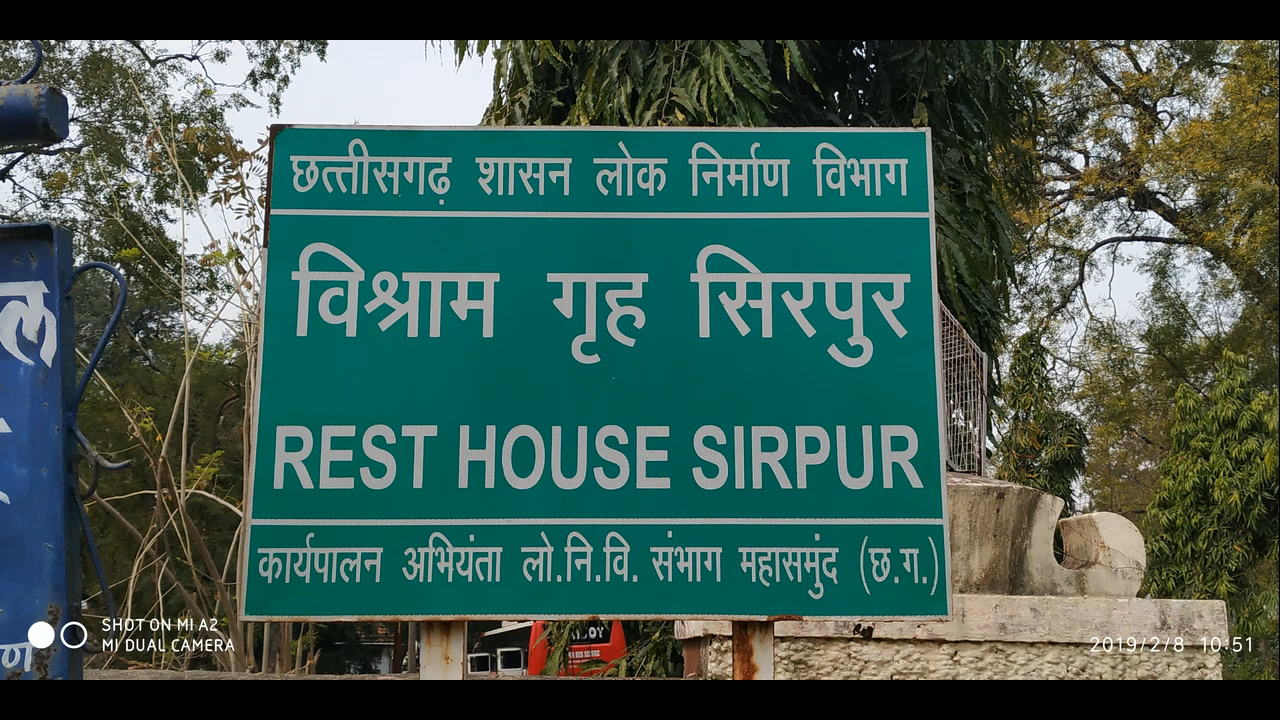 छत्तीसगढ़ शासन लोक निर्माण विभाग
विश्राम गृह सिरपुर
REST HOUSE SIRPUR
कार्यपालन अभियंता लो.नि.वि. संभाग महासमुंद (छ.ग.)
SHOT ON MI A2
MI DUAL CAMERA
2019/2/8 10:51